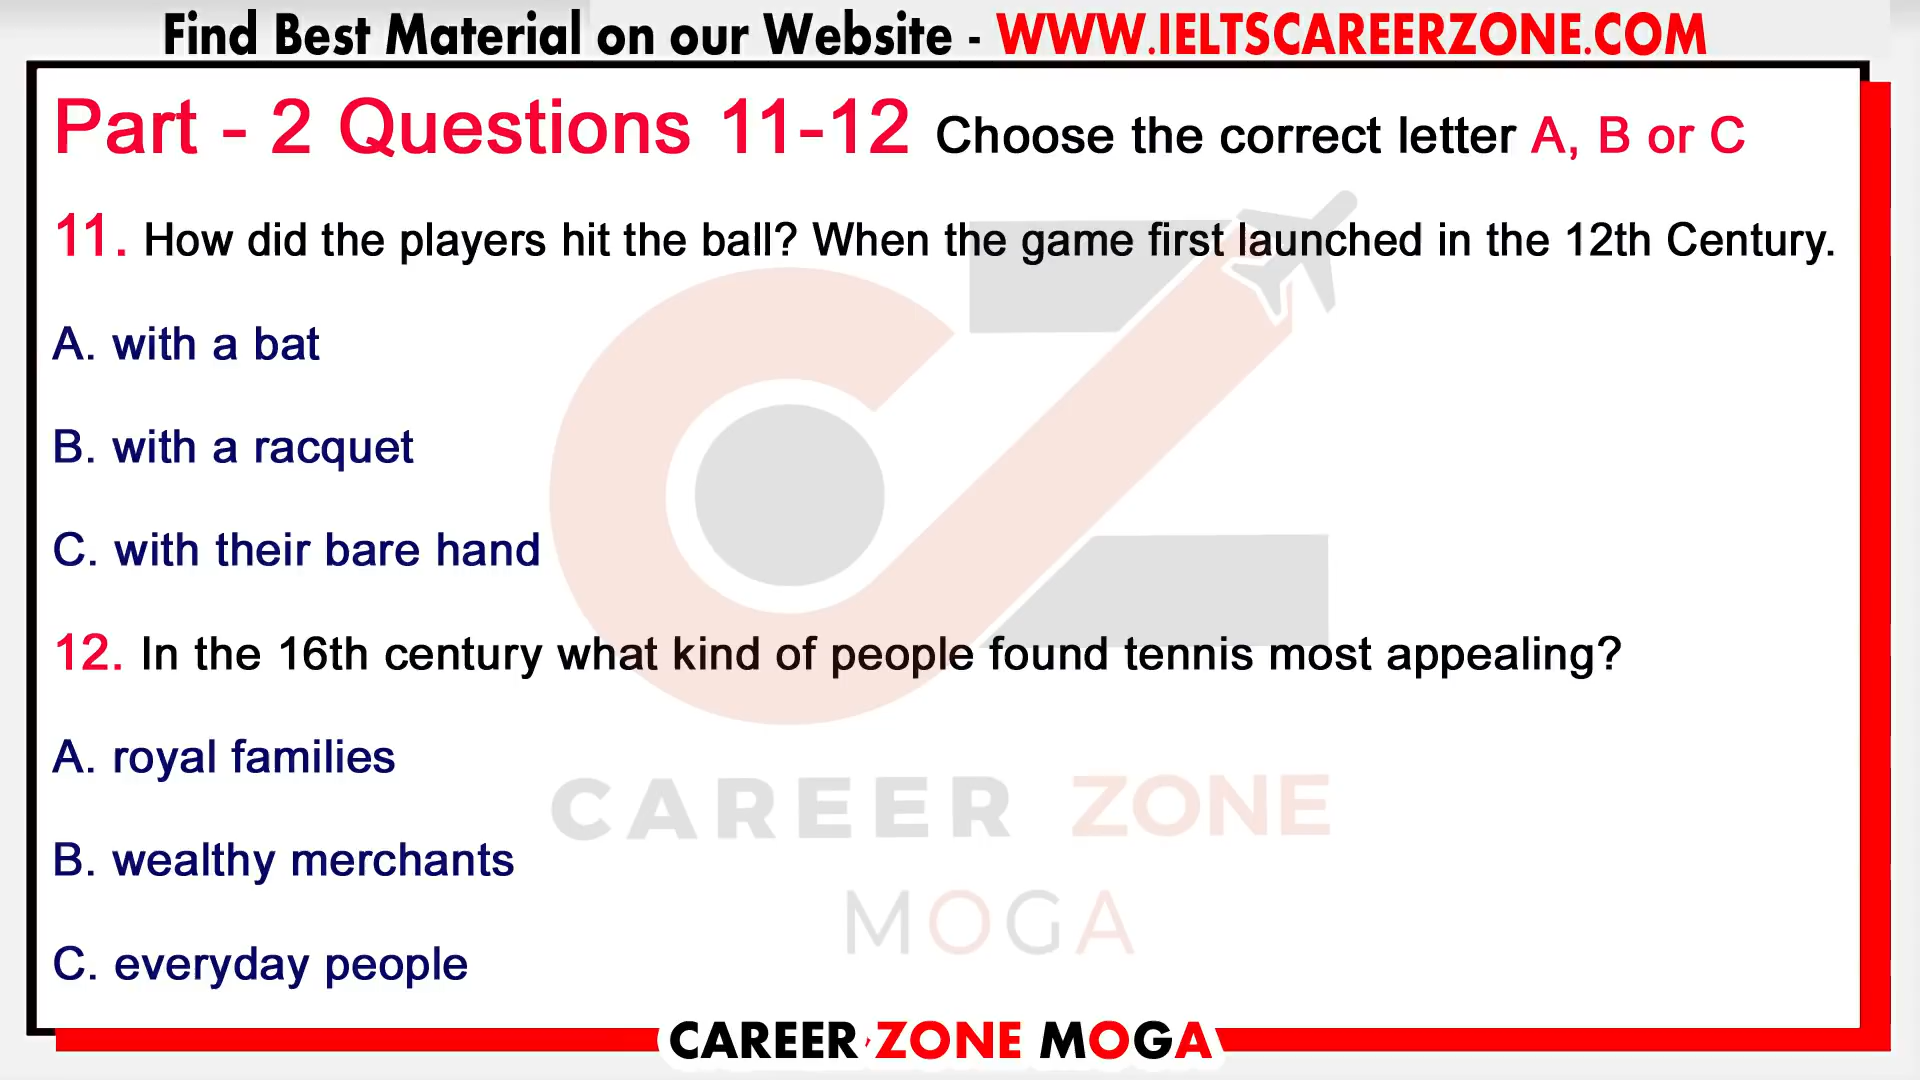 Find Best Material on our Website - WWW.IELTSCAREERZONE.COM
Part - 2 Questions 11-12 Choose the correct letter A, B or C
11. How did the players hit the ball? When the game first launched in the 12th Century.
A. with a bat
B. with a racquet
C. with their bare hand
12. In the 16th century what kind of people found tennis most appealing?
A. royal families
CAREER ZONE
B. wealthy merchants
MOGA
C. everyday people
CAREER ZONE MOGA